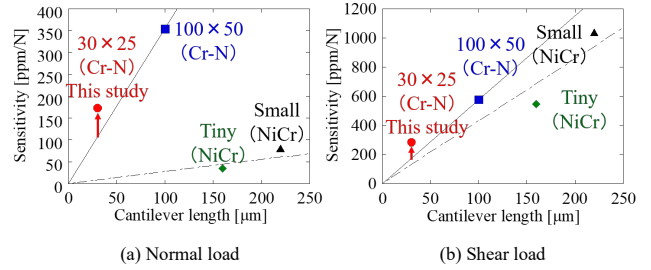 400
350
300
250
200
150
100
50
0
Sensitivity [ppm/N]
100×50
(Cr-N)
30×25
(Cr-N)
This study
Small
(NiCr)
Tiny
(NiCr)
0
50
100
150
200
250
Cantilever length [μm]
(a) Normal load
1200
1000
800
600
400
200
0
Sensitivity [ppm/N]
Small
(NiCr)
100×50
(Cr-N)
30×25
(Cr-N)
This study
Tiny
(NiCr)
0
50
100
150
200
250
Cantilever length [μm]
(b) Shear load